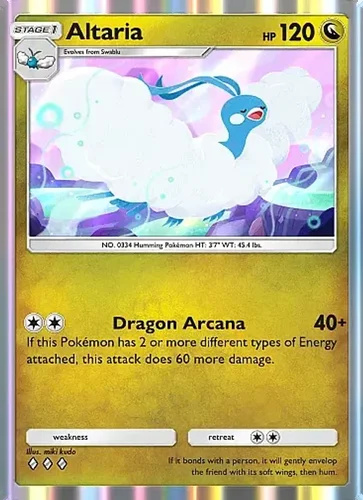 STAGE 1
Altaria
HP 120
Evolves from Swablu
NO. 0334 Humming Pokémon HT: 3'7" WT: 45.4 lbs.
Dragon Arcana 40+
If this Pokémon has 2 or more different types of Energy
attached, this attack does 60 more damage.
weakness
retreat
Illus. miki kudo
If it bonds with a person, it will gently envelop
the friend with its soft wings, then hum.